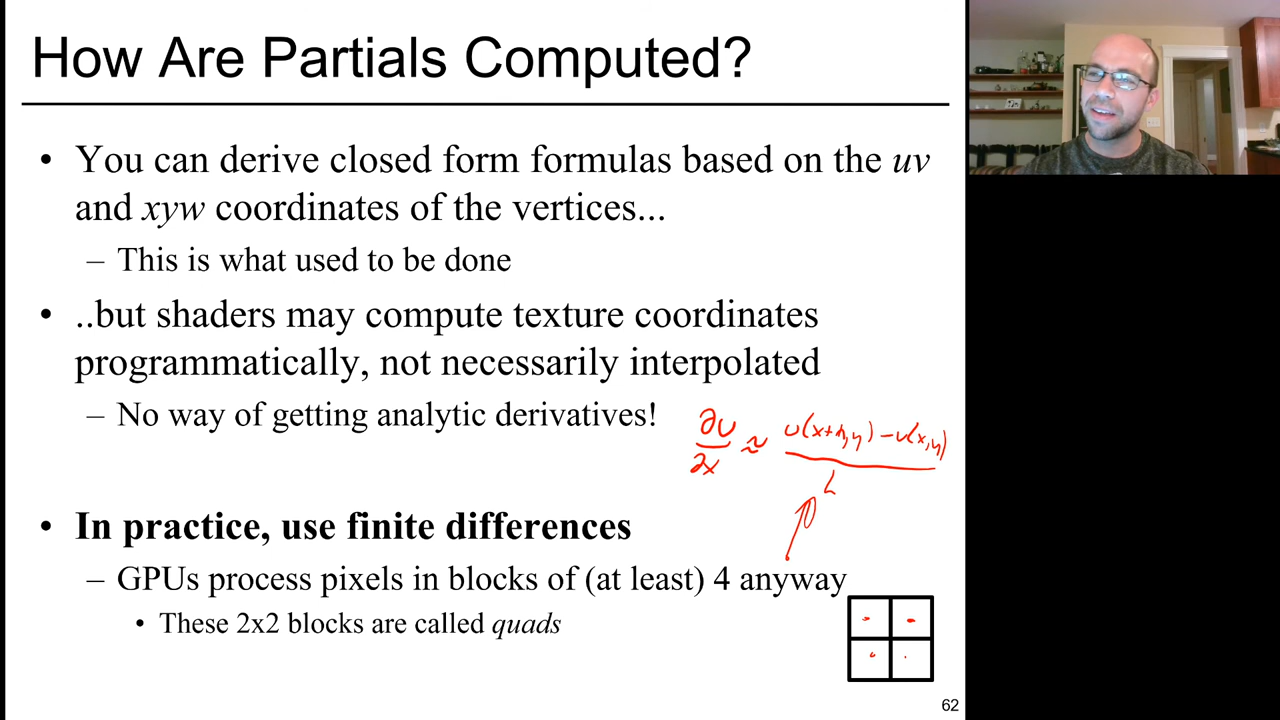 How Are Partials Computed?
• You can derive closed form formulas based on the uv
and xyw coordinates of the vertices...
– This is what used to be done
• ..but shaders may compute texture coordinates
programmatically, not necessarily interpolated
– No way of getting analytic derivatives!
∂u/∂x ≈ u(x+h,y) - u(x,y) / h
• In practice, use finite differences
– GPUs process pixels in blocks of (at least) 4 anyway
• These 2x2 blocks are called quads
62